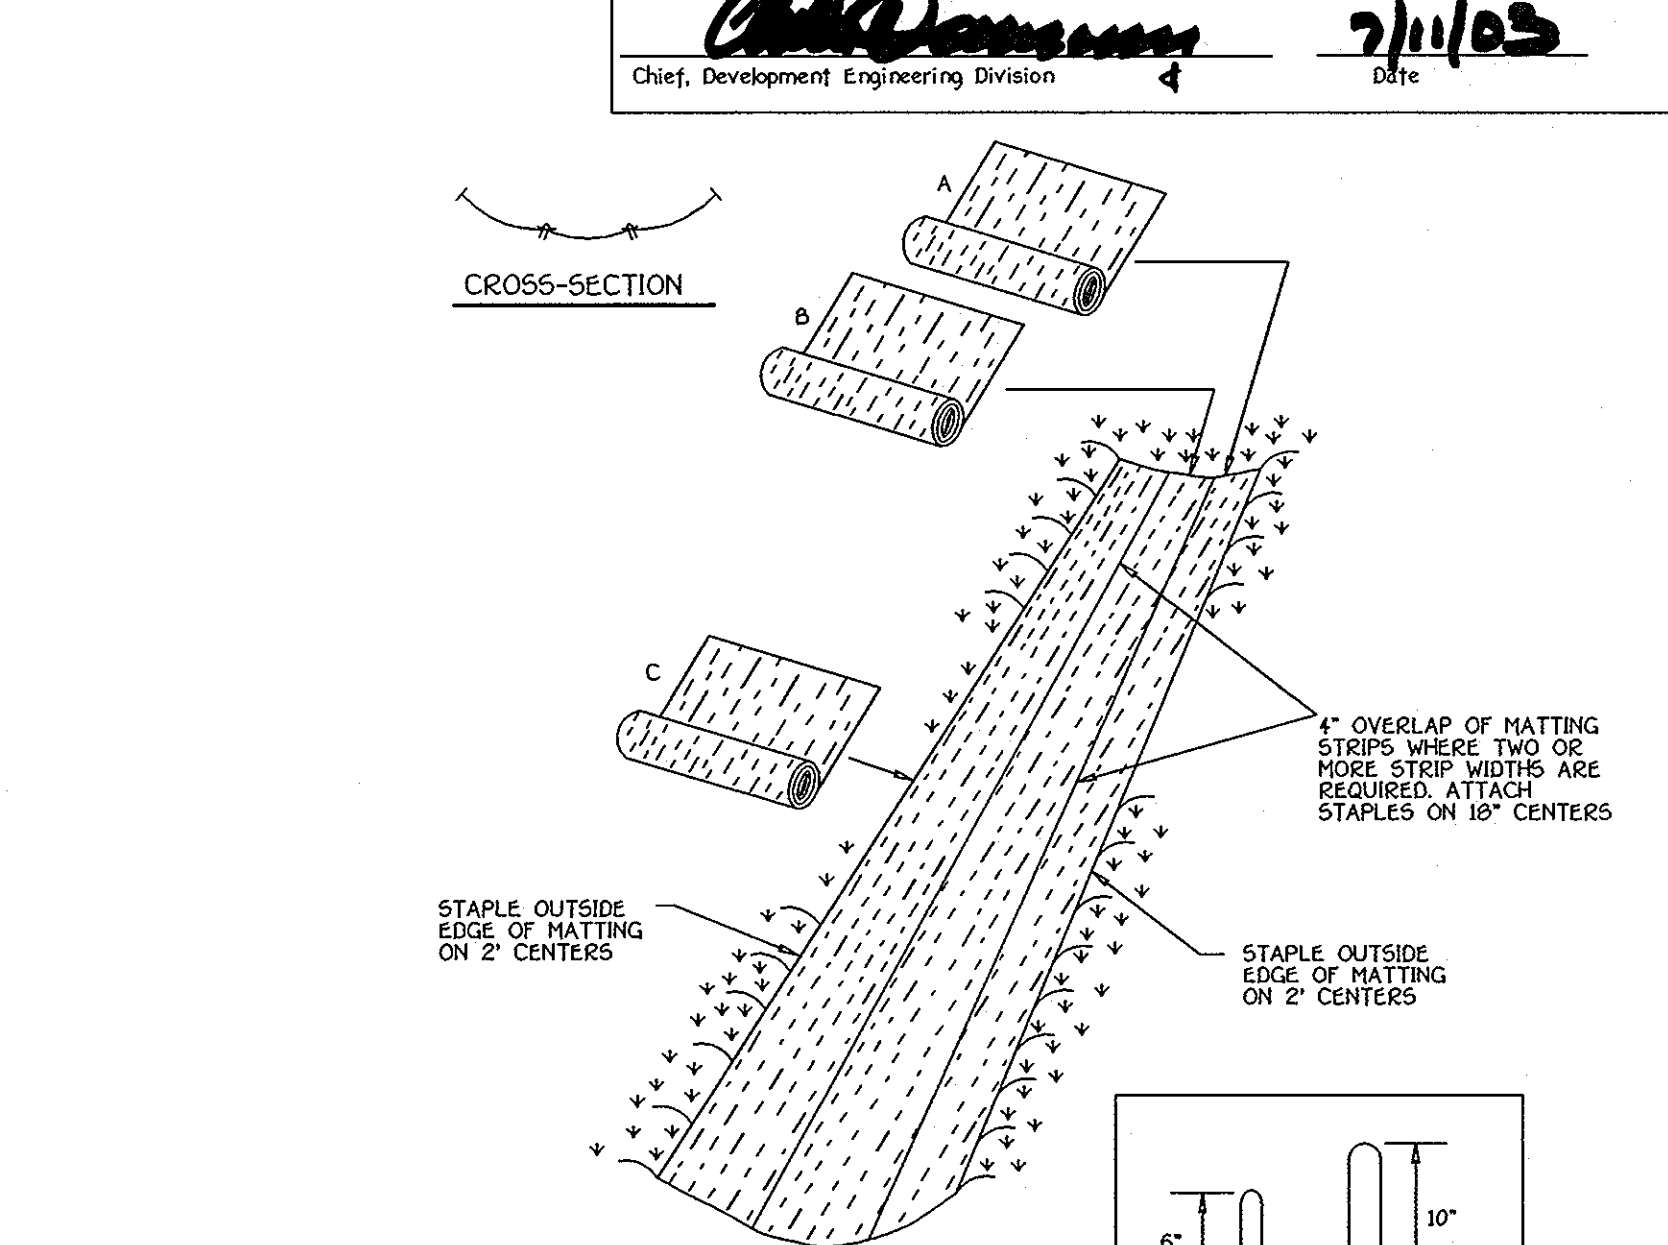 7/11/03
Chief, Development Engineering Division
Date
A
CROSS-SECTION
B
C
4" OVERLAP OF MATTING
STRIPS WHERE TWO OR
MORE STRIP WIDTHS ARE
REQUIRED. ATTACH
STAPLES ON 18" CENTERS
STAPLE OUTSIDE
EDGE OF MATTING
ON 2' CENTERS
STAPLE OUTSIDE
EDGE OF MATTING
ON 2' CENTERS
10"
6"